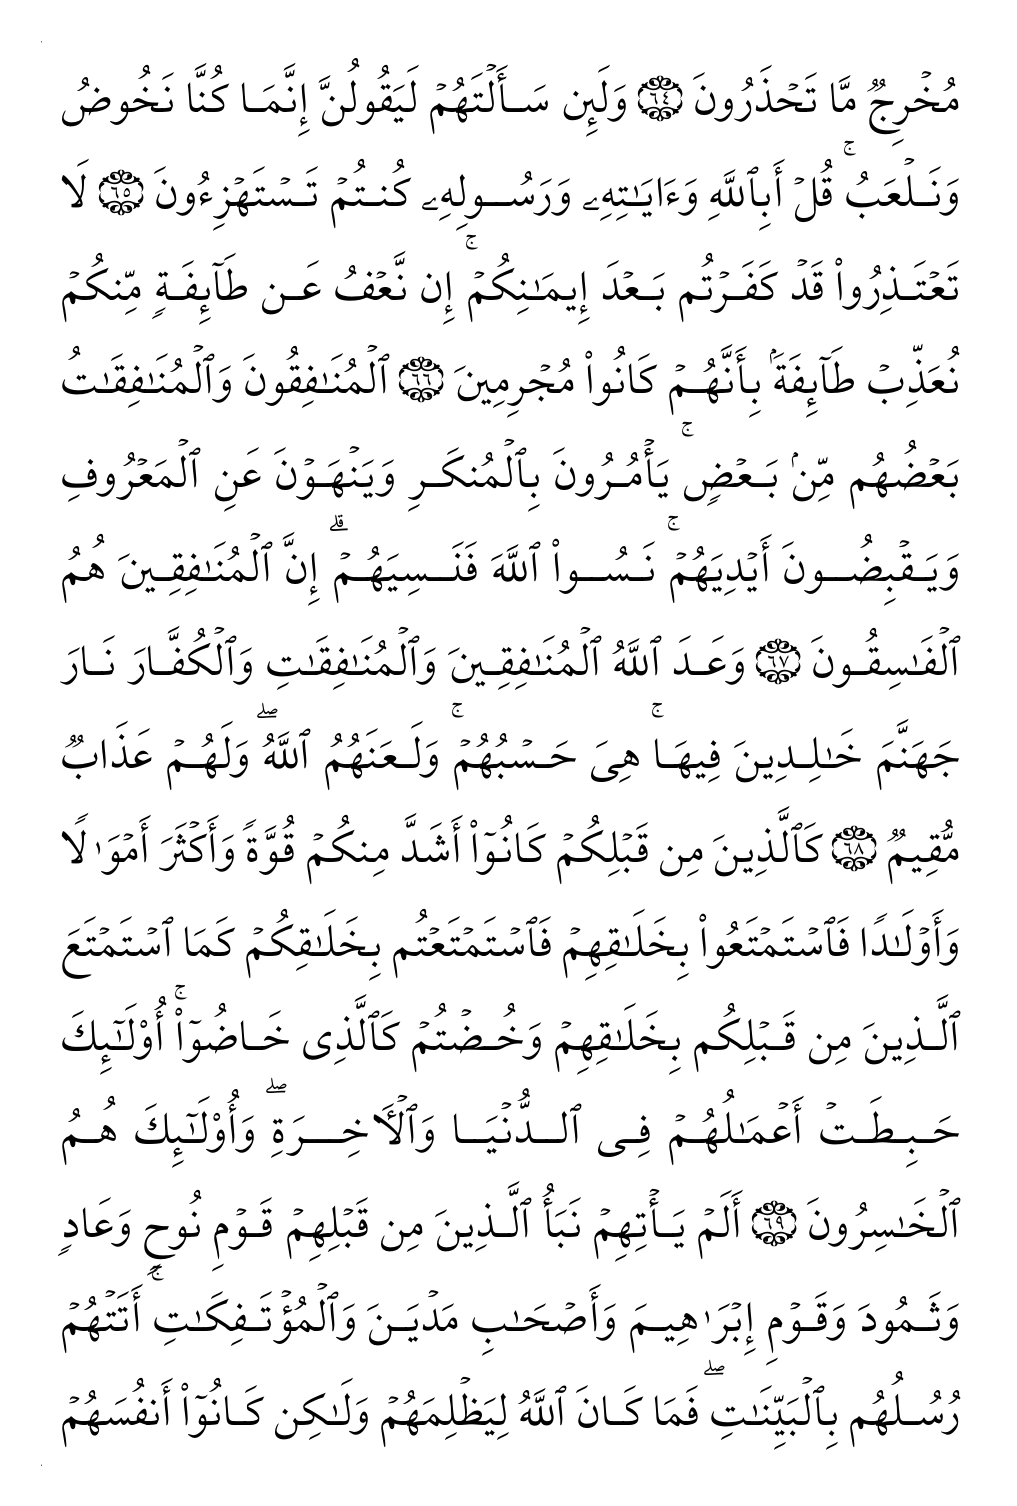 مُخْرِجٌ مَّا تَحْذَرُونَ ٦٤ وَلَئِن سَأَلْتَهُمْ لَيَقُولُنَّ إِنَّمَا كُنَّا نَخُوضُ
وَنَلْعَبُ ۚ قُلْ أَبِٱللَّهِ وَءَايَـٰتِهِۦ وَرَسُولِهِۦ كُنتُمْ تَسْتَهْزِءُونَ ٦٥ لَا
تَعْتَذِرُوا۟ قَدْ كَفَرْتُم بَعْدَ إِيمَـٰنِكُمْ ۚ إِن نَّعْفُ عَن طَآئِفَةٍ مِّنكُمْ
نُعَذِّبْ طَآئِفَةًۢ بِأَنَّهُمْ كَانُوا۟ مُجْرِمِينَ ٦٦ ٱلْمُنَـٰفِقُونَ وَٱلْمُنَـٰفِقَـٰتُ
بَعْضُهُم مِّنۢ بَعْضٍ ۚ يَأْمُرُونَ بِٱلْمُنكَرِ وَيَنْهَوْنَ عَنِ ٱلْمَعْرُوفِ
وَيَقْبِضُونَ أَيْدِيَهُمْ ۚ نَسُوا۟ ٱللَّهَ فَنَسِيَهُمْ ۗ إِنَّ ٱلْمُنَـٰفِقِينَ هُمُ
ٱلْفَـٰسِقُونَ ٦٧ وَعَدَ ٱللَّهُ ٱلْمُنَـٰفِقِينَ وَٱلْمُنَـٰفِقَـٰتِ وَٱلْكُفَّارَ نَارَ
جَهَنَّمَ خَـٰلِدِينَ فِيهَا ۚ هِىَ حَسْبُهُمْ ۚ وَلَعَنَهُمُ ٱللَّهُ ۖ وَلَهُمْ عَذَابٌ
مُّقِيمٌ ٦٨ كَٱلَّذِينَ مِن قَبْلِكُمْ كَانُوٓا۟ أَشَدَّ مِنكُمْ قُوَّةً وَأَكْثَرَ أَمْوَٰلًا
وَأَوْلَـٰدًا فَٱسْتَمْتَعُوا۟ بِخَلَـٰقِهِمْ فَٱسْتَمْتَعْتُم بِخَلَـٰقِكُمْ كَمَا ٱسْتَمْتَعَ
ٱلَّذِينَ مِن قَبْلِكُم بِخَلَـٰقِهِمْ وَخُضْتُمْ كَٱلَّذِى خَاضُوٓا۟ ۚ أُو۟لَـٰٓئِكَ
حَبِطَتْ أَعْمَـٰلُهُمْ فِى ٱلدُّنْيَا وَٱلْـَٔاخِرَةِ ۖ وَأُو۟لَـٰٓئِكَ هُمُ
ٱلْخَـٰسِرُونَ ٦٩ أَلَمْ يَأْتِهِمْ نَبَأُ ٱلَّذِينَ مِن قَبْلِهِمْ قَوْمِ نُوحٍ وَعَادٍ
وَثَمُودَ وَقَوْمِ إِبْرَٰهِيمَ وَأَصْحَـٰبِ مَدْيَنَ وَٱلْمُؤْتَفِكَـٰتِ ۚ أَتَتْهُمْ
رُسُلُهُم بِٱلْبَيِّنَـٰتِ ۖ فَمَا كَانَ ٱللَّهُ لِيَظْلِمَهُمْ وَلَـٰكِن كَانُوٓا۟ أَنفُسَهُمْ